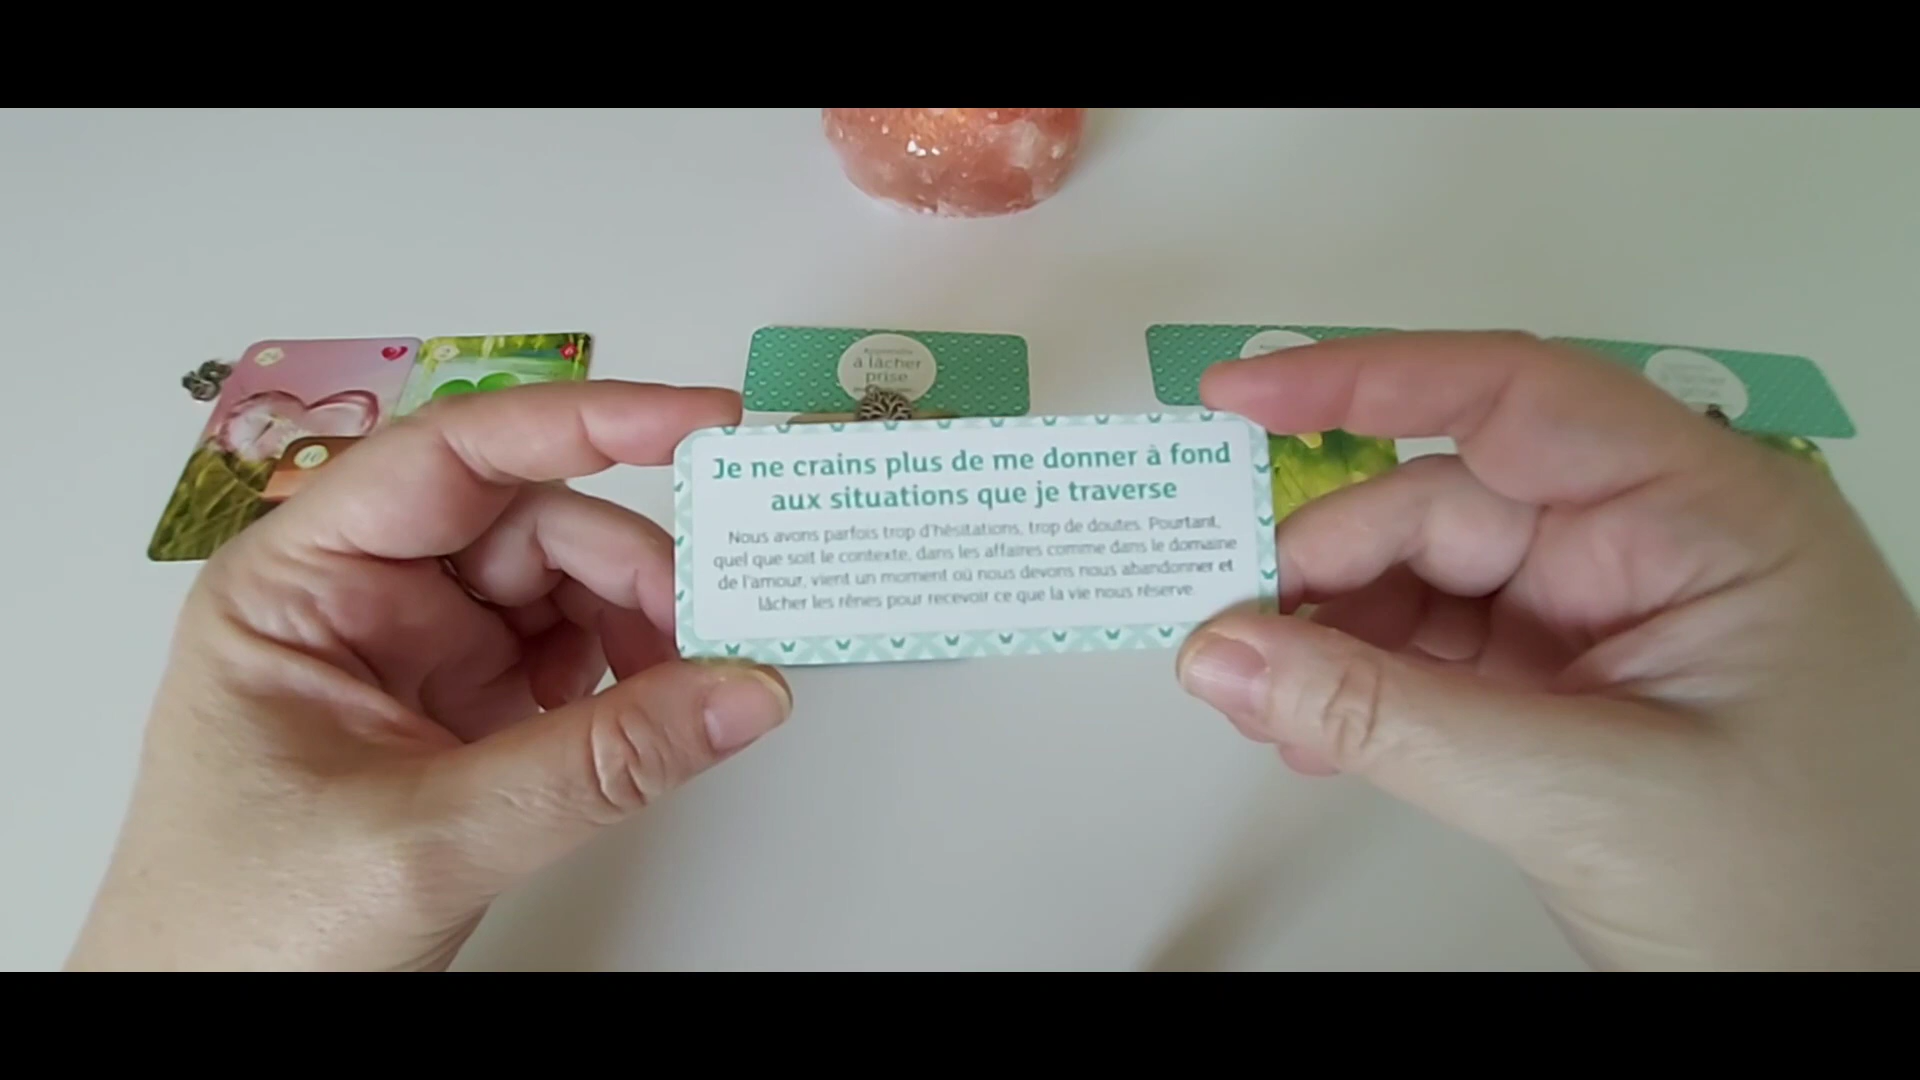 à lâcher
prise
Je ne crains plus de me donner à fond
aux situations que je traverse
Nous avons parfois trop d'hésitations, trop de doutes. Pourtant,
quel que soit le contexte, dans les affaires comme dans le domaine
de l'amour, vient un moment où nous devons nous abandonner et
lâcher les rênes pour recevoir ce que la vie nous réserve.